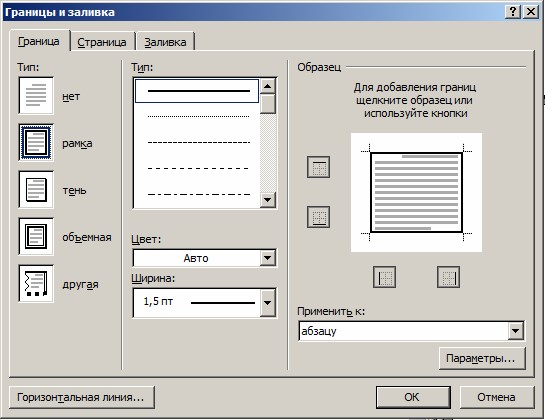 Границы и заливка
Граница
Страница
Заливка
Тип:
нет
рамка
тень
объемная
другая
Тип:
Цвет:
Авто
Ширина:
1,5 пт
Образец
Для добавления границ
щелкните образец или
используйте кнопки
Применить к:
абзацу
Параметры...
Горизонтальная линия...
ОК
Отмена